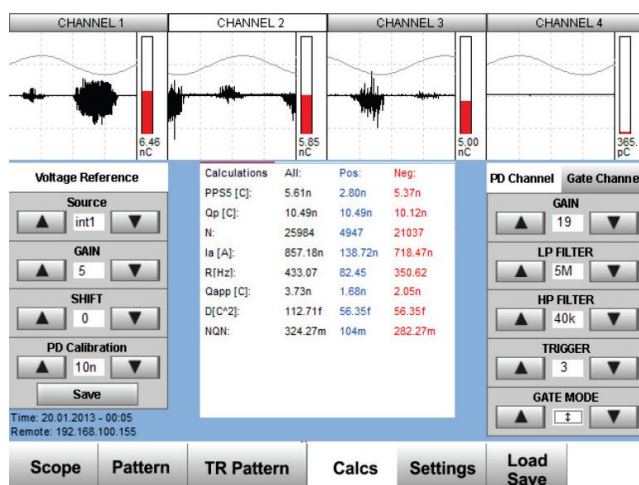 CHANNEL 1 CHANNEL 2 CHANNEL 3 CHANNEL 4
6.46 nC
5.85 nC
5.00 nC
365. pC
Voltage Reference
Source
int1
GAIN
5
SHIFT
0
PD Calibration
10n
Save
Time: 20.01.2013 - 00:05
Remote: 192.168.100.155
Calculations All: Pos: Neg:
PPS5 [C]: 5.61n 2.80n 5.37n
Qp [C]: 10.49n 10.49n 10.12n
N: 25984 4947 21037
Ia [A]: 857.18n 138.72n 718.47n
R[Hz]: 433.07 82.45 350.62
Qapp [C]: 3.73n 1.68n 2.05n
D[C^2]: 112.71f 56.35f 56.35f
NQN: 324.27m 104m 282.27m
PD Channel Gate Channe
GAIN
19
LP FILTER
5M
HP FILTER
40k
TRIGGER
3
GATE MODE
Scope Pattern TR Pattern Calcs Settings Load Save